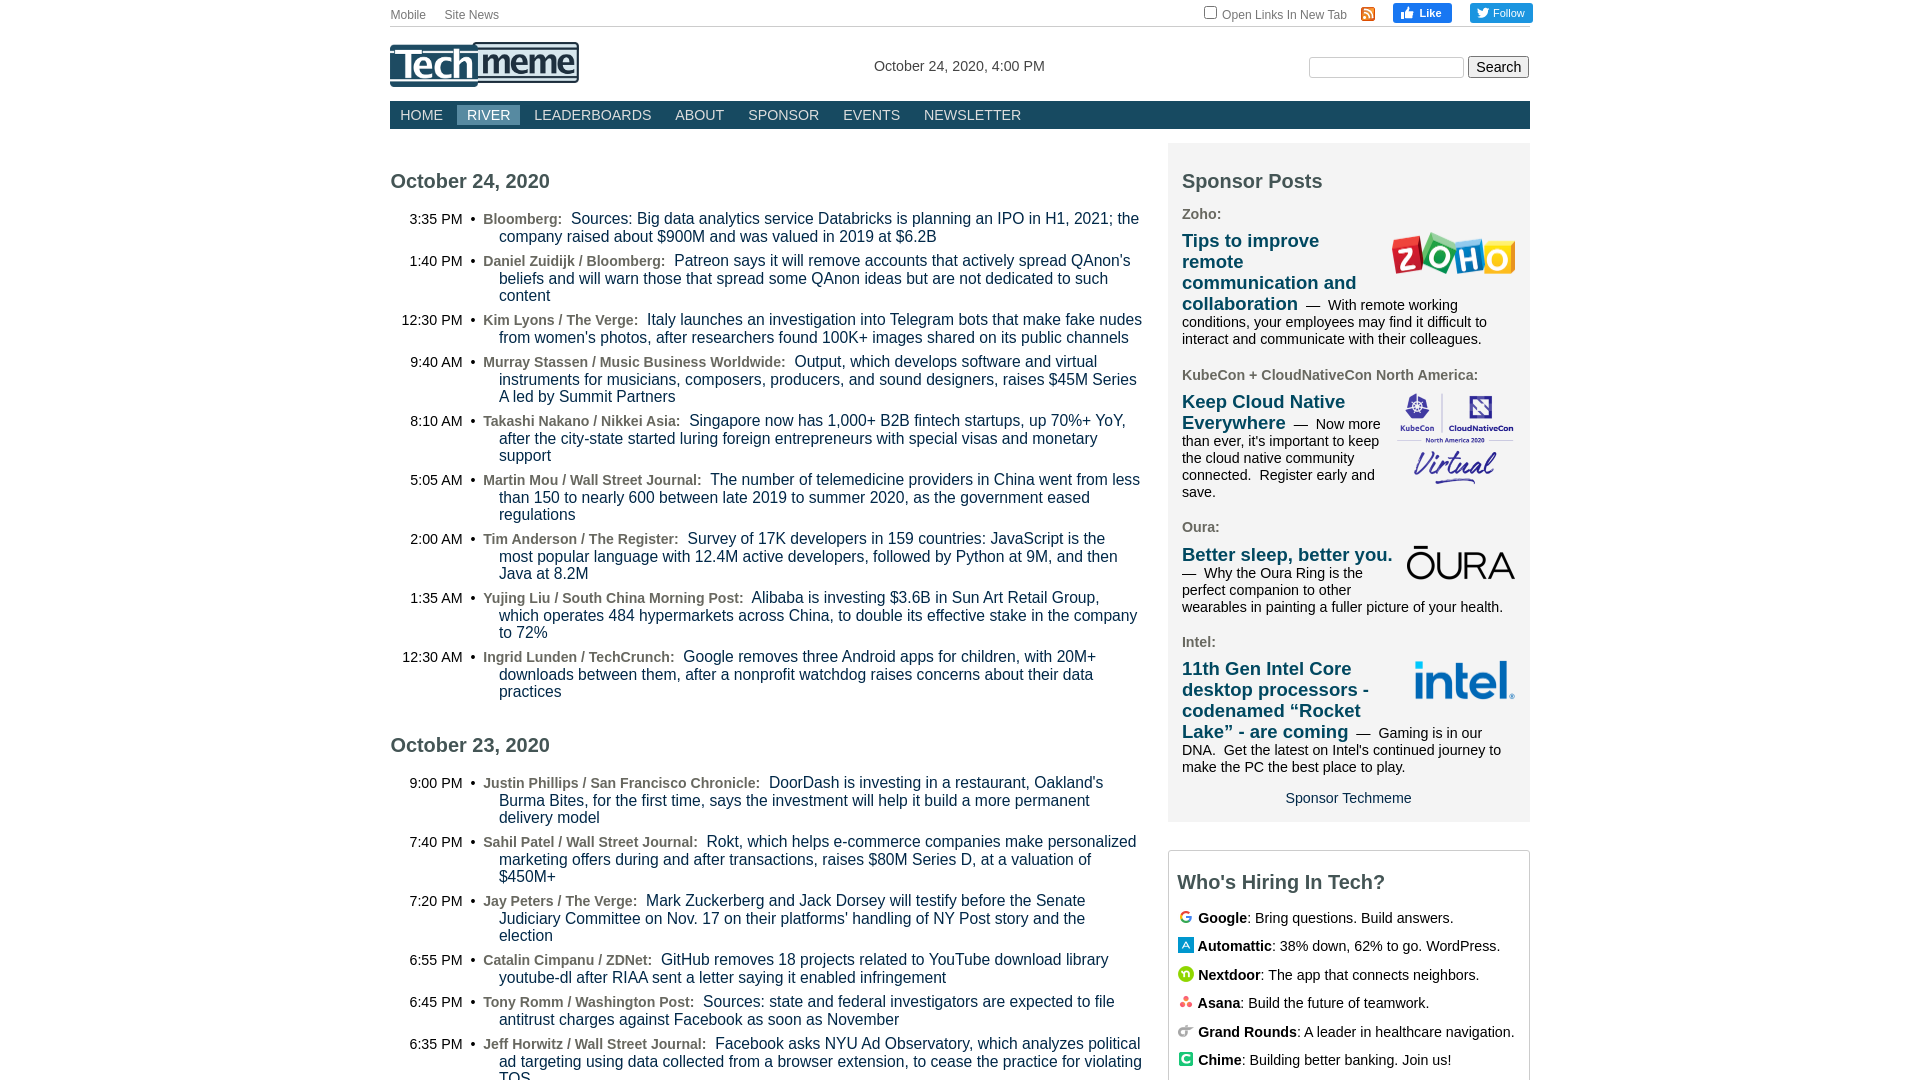 Mobile Site News Open Links In New Tab Like Follow
Techmeme
October 24, 2020, 4:00 PM
Search
HOME RIVER LEADERBOARDS ABOUT SPONSOR EVENTS NEWSLETTER
October 24, 2020
3:35 PM • Bloomberg: Sources: Big data analytics service Databricks is planning an IPO in H1, 2021; the
company raised about $900M and was valued in 2019 at $6.2B
1:40 PM • Daniel Zuidijk / Bloomberg: Patreon says it will remove accounts that actively spread QAnon's
beliefs and will warn those that spread some QAnon ideas but are not dedicated to such
content
12:30 PM • Kim Lyons / The Verge: Italy launches an investigation into Telegram bots that make fake nudes
from women's photos, after researchers found 100K+ images shared on its public channels
9:40 AM • Murray Stassen / Music Business Worldwide: Output, which develops software and virtual
instruments for musicians, composers, producers, and sound designers, raises $45M Series
A led by Summit Partners
8:10 AM • Takashi Nakano / Nikkei Asia: Singapore now has 1,000+ B2B fintech startups, up 70%+ YoY,
after the city-state started luring foreign entrepreneurs with special visas and monetary
support
5:05 AM • Martin Mou / Wall Street Journal: The number of telemedicine providers in China went from less
than 150 to nearly 600 between late 2019 to summer 2020, as the government eased
regulations
2:00 AM • Tim Anderson / The Register: Survey of 17K developers in 159 countries: JavaScript is the
most popular language with 12.4M active developers, followed by Python at 9M, and then
Java at 8.2M
1:35 AM • Yujing Liu / South China Morning Post: Alibaba is investing $3.6B in Sun Art Retail Group,
which operates 484 hypermarkets across China, to double its effective stake in the company
to 72%
12:30 AM • Ingrid Lunden / TechCrunch: Google removes three Android apps for children, with 20M+
downloads between them, after a nonprofit watchdog raises concerns about their data
practices
October 23, 2020
9:00 PM • Justin Phillips / San Francisco Chronicle: DoorDash is investing in a restaurant, Oakland's
Burma Bites, for the first time, says the investment will help it build a more permanent
delivery model
7:40 PM • Sahil Patel / Wall Street Journal: Rokt, which helps e-commerce companies make personalized
marketing offers during and after transactions, raises $80M Series D, at a valuation of
$450M+
7:20 PM • Jay Peters / The Verge: Mark Zuckerberg and Jack Dorsey will testify before the Senate
Judiciary Committee on Nov. 17 on their platforms' handling of NY Post story and the
election
6:55 PM • Catalin Cimpanu / ZDNet: GitHub removes 18 projects related to YouTube download library
youtube-dl after RIAA sent a letter saying it enabled infringement
6:45 PM • Tony Romm / Washington Post: Sources: state and federal investigators are expected to file
antitrust charges against Facebook as soon as November
6:35 PM • Jeff Horwitz / Wall Street Journal: Facebook asks NYU Ad Observatory, which analyzes political
ad targeting using data collected from a browser extension, to cease the practice for violating
TOS
Sponsor Posts
Zoho:
ZOHO
Tips to improve
remote
communication and
collaboration — With remote working
conditions, your employees may find it difficult to
interact and communicate with their colleagues.
KubeCon + CloudNativeCon North America:
KubeCon CloudNativeCon
North America 2020
Virtual
Keep Cloud Native
Everywhere — Now more
than ever, it's important to keep
the cloud native community
connected. Register early and
save.
Oura:
ŌURA
Better sleep, better you.
— Why the Oura Ring is the
perfect companion to other
wearables in painting a fuller picture of your health.
Intel:
intel®
11th Gen Intel Core
desktop processors -
codenamed “Rocket
Lake” - are coming — Gaming is in our
DNA. Get the latest on Intel's continued journey to
make the PC the best place to play.
Sponsor Techmeme
Who's Hiring In Tech?
Google: Bring questions. Build answers.
Automattic: 38% down, 62% to go. WordPress.
Nextdoor: The app that connects neighbors.
Asana: Build the future of teamwork.
Grand Rounds: A leader in healthcare navigation.
Chime: Building better banking. Join us!